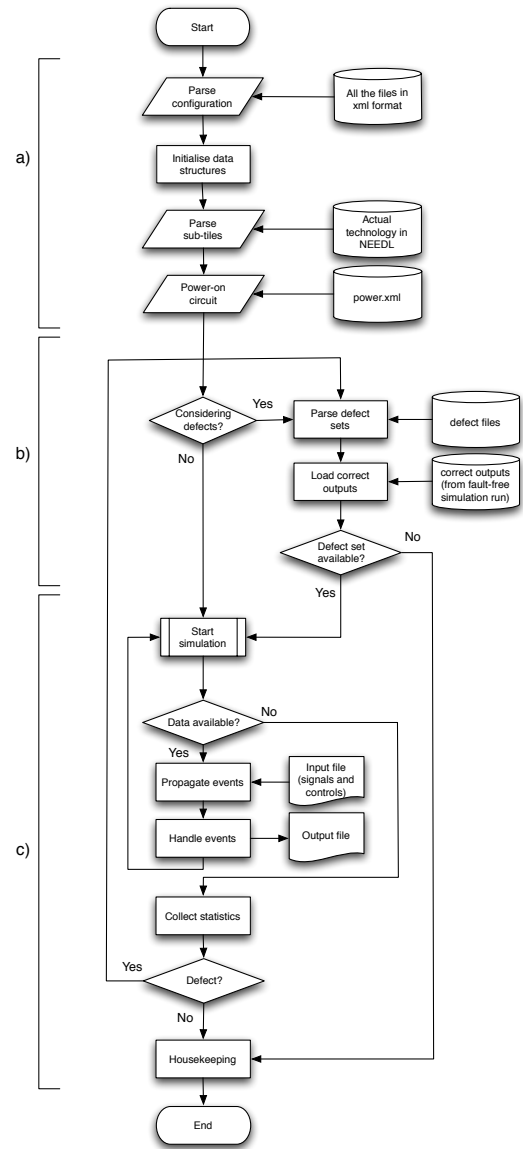 Start
a)
Parse
configuration
All the files in
xml format
Initialise data
structures
Parse
sub-tiles
Actual
technology in
NEEDL
Power-on
circuit
power.xml
b)
Considering
defects?
Yes
No
Parse defect
sets
defect files
Load correct
outputs
correct outputs
(from fault-free
simulation run)
Defect set
available?
No
Yes
c)
Start
simulation
Data available?
No
Yes
Propagate events
Input file
(signals and
controls)
Handle events
Output file
Collect statistics
Defect?
Yes
No
Housekeeping
End